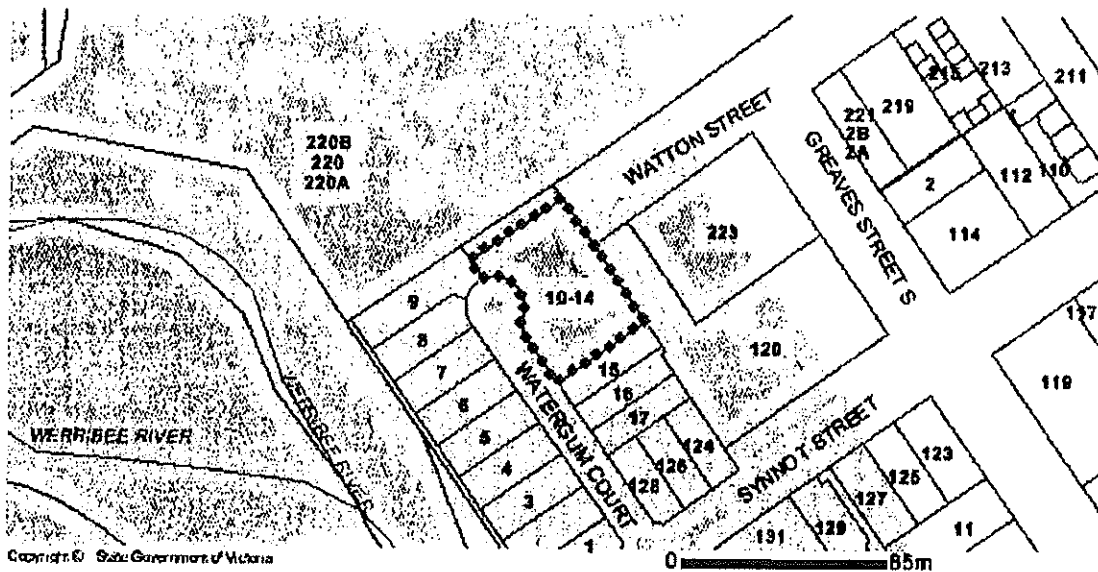 220B
220
220A
WATTON STREET
GREAVES STREET S
221
2B
2A
219
215
213
211
2
112
110
114
223
10-14
9
8
7
6
5
4
3
1
15
16
17
124
126
128
120
WATERGUM COURT
WERRIBEE RIVER
WERRIBEE RIVER
SYNNOT STREET
119
123
125
127
129
131
11
Copyright © State Government of Victoria
0 85m